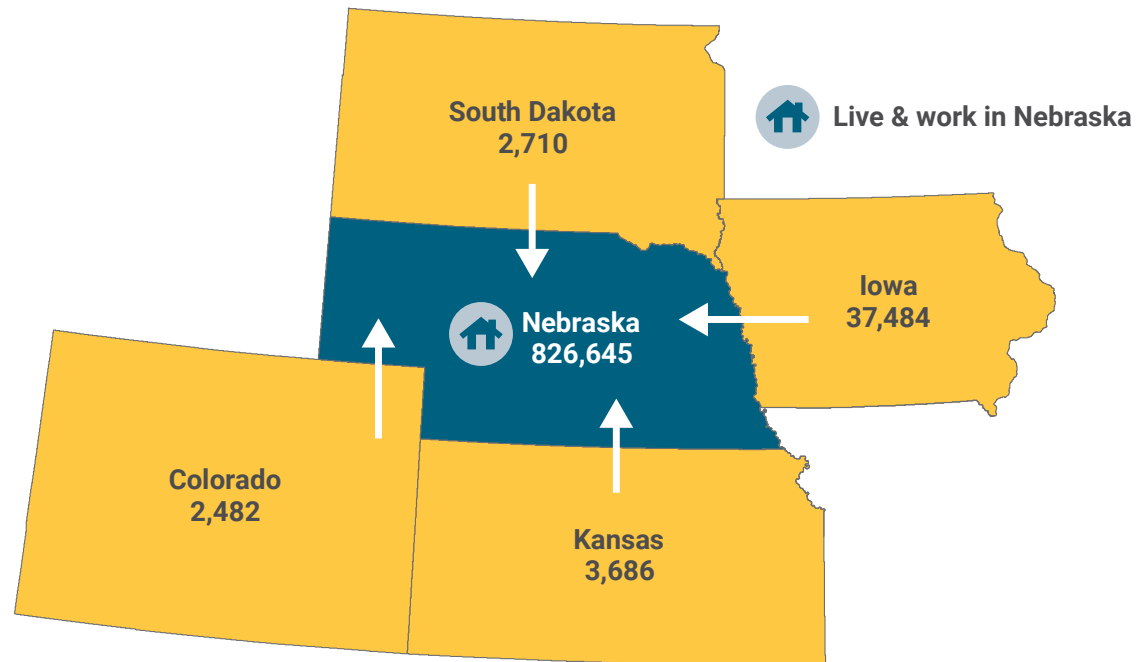 South Dakota
2,710
Live & work in Nebraska
Iowa
37,484
Nebraska
826,645
Colorado
2,482
Kansas
3,686